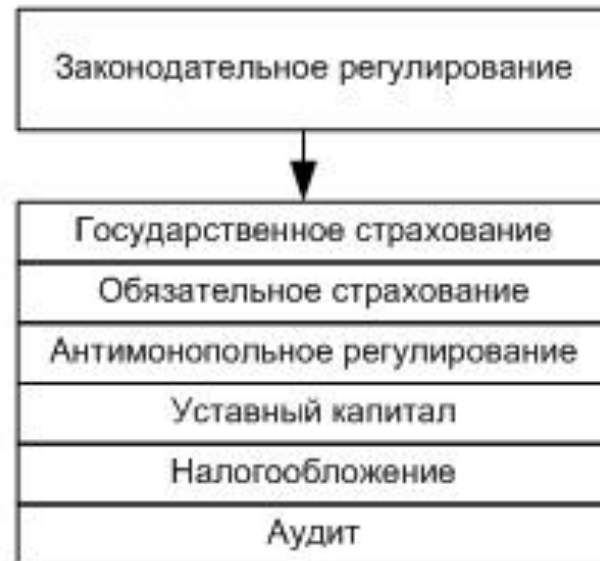 Законодательное регулирование
Государственное страхование
Обязательное страхование
Антимонопольное регулирование
Уставный капитал
Налогообложение
Аудит